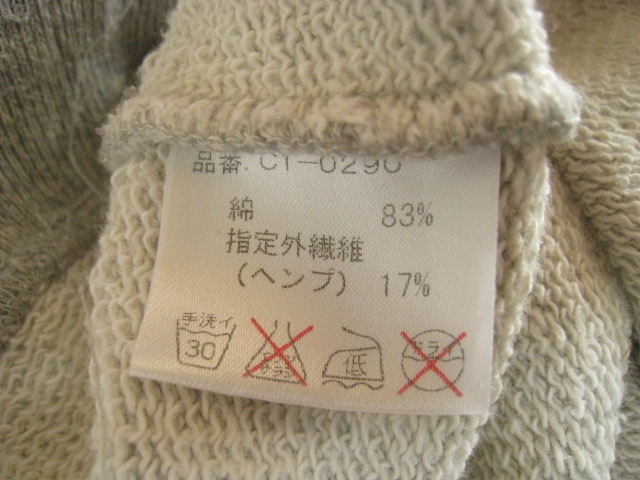 品番. CT-0290
綿 83%
指定外繊維
(ヘンプ) 17%
手洗イ
30
低